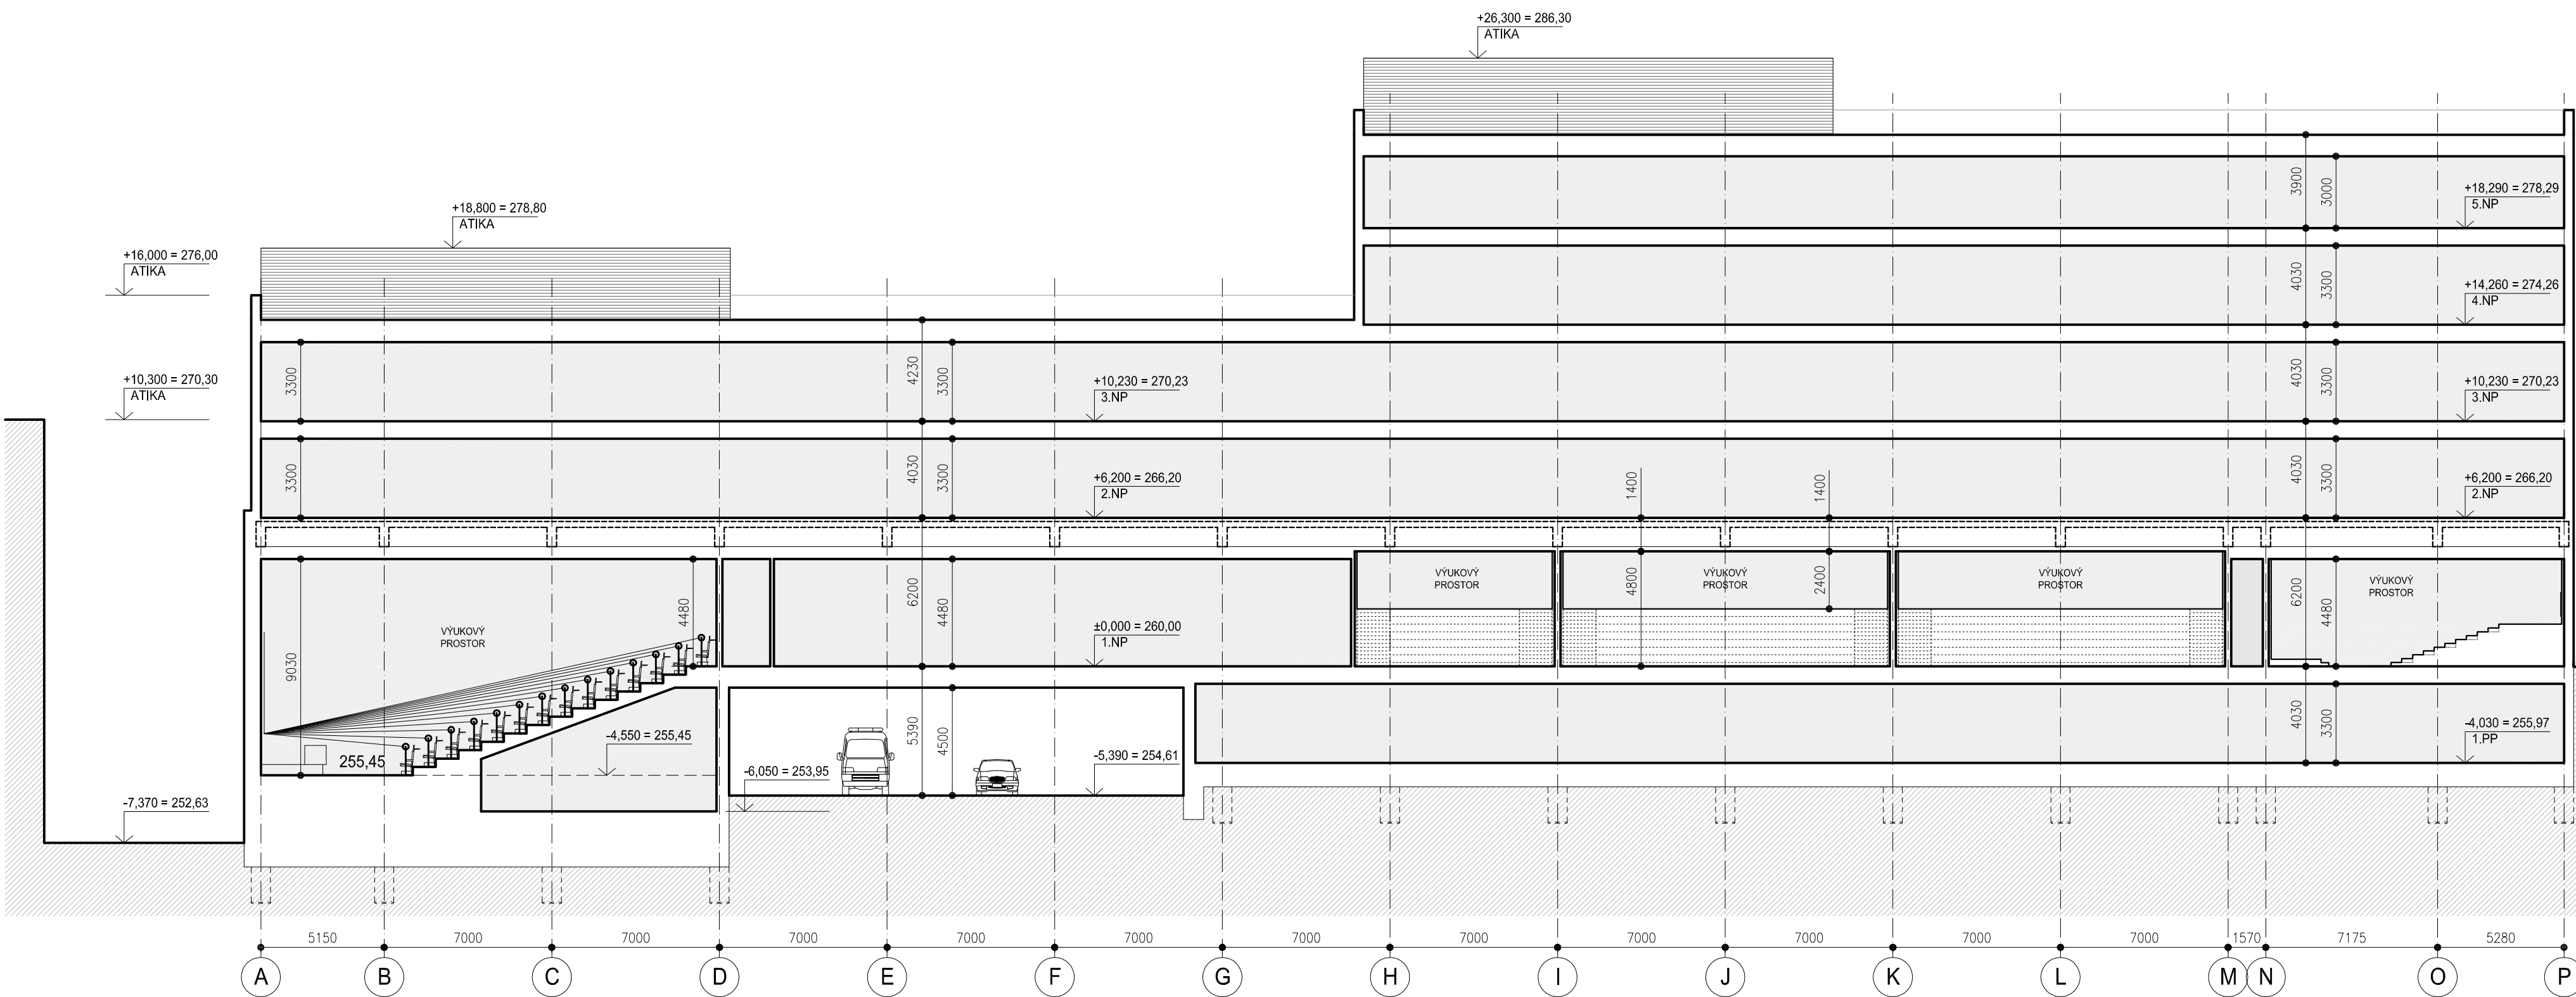 +26,300 = 286,30
ATIKA
+18,800 = 278,80
ATIKA
+16,000 = 276,00
ATIKA
+10,300 = 270,30
ATIKA
3900
3000
+18,290 = 278,29
5.NP
4030
3300
+14,260 = 274,26
4.NP
3300
4230
3300
+10,230 = 270,23
3.NP
4030
3300
+10,230 = 270,23
3.NP
3300
4030
3300
+6,200 = 266,20
2.NP
1400
1400
4030
3300
+6,200 = 266,20
2.NP
9030
VÝUKOVÝ
PROSTOR
4480
6200
4480
±0,000 = 260,00
1.NP
VÝUKOVÝ
PROSTOR
4800
VÝUKOVÝ
PROSTOR
2400
VÝUKOVÝ
PROSTOR
6200
4480
VÝUKOVÝ
PROSTOR
255,45
-4,550 = 255,45
-6,050 = 253,95
5390
4500
-5,390 = 254,61
4030
3300
-4,030 = 255,97
1.PP
-7,370 = 252,63
5150 7000 7000 7000 7000 7000 7000 7000 7000 7000 7000 7000 1570 7175 5280
A B C D E F G H I J K L M N O P